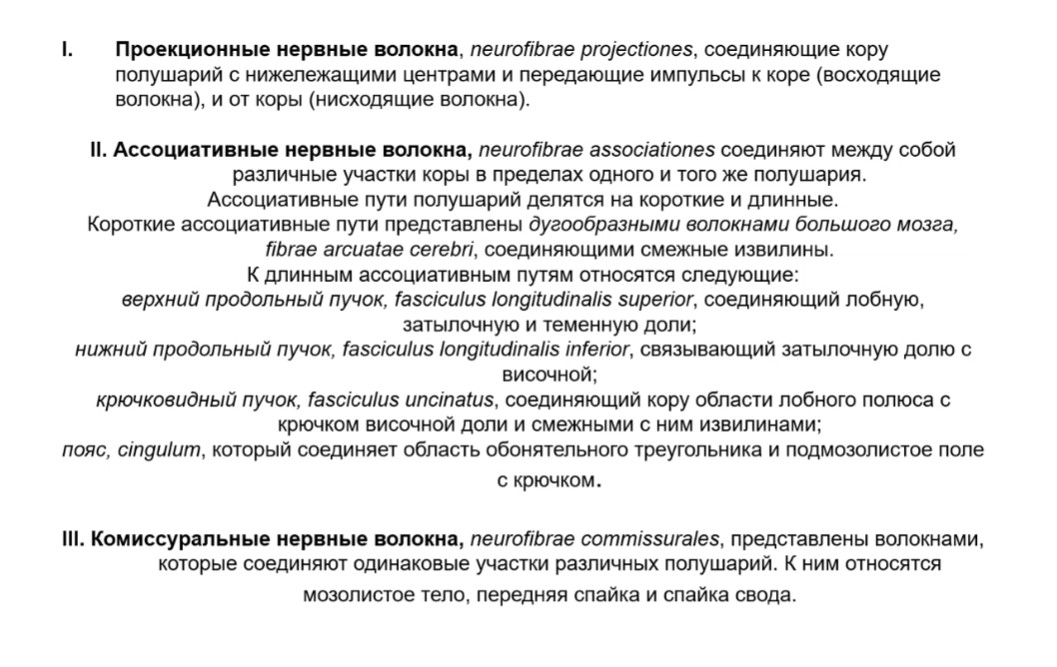 I. Проекционные нервные волокна, neurofibrae projectiones, соединяющие кору
полушарий с нижележащими центрами и передающие импульсы к коре (восходящие
волокна), и от коры (нисходящие волокна).
II. Ассоциативные нервные волокна, neurofibrae associationes соединяют между собой
различные участки коры в пределах одного и того же полушария.
Ассоциативные пути полушарий делятся на короткие и длинные.
Короткие ассоциативные пути представлены дугообразными волокнами большого мозга,
fibrae arcuatae cerebri, соединяющими смежные извилины.
К длинным ассоциативным путям относятся следующие:
верхний продольный пучок, fasciculus longitudinalis superior, соединяющий лобную,
затылочную и теменную доли;
нижний продольный пучок, fasciculus longitudinalis inferior, связывающий затылочную долю с
височной;
крючковидный пучок, fasciculus uncinatus, соединяющий кору области лобного полюса с
крючком височной доли и смежными с ним извилинами;
пояс, cingulum, который соединяет область обонятельного треугольника и подмозолистое поле
с крючком.
III. Комиссуральные нервные волокна, neurofibrae commissurales, представлены волокнами,
которые соединяют одинаковые участки различных полушарий. К ним относятся
мозолистое тело, передняя спайка и спайка свода.